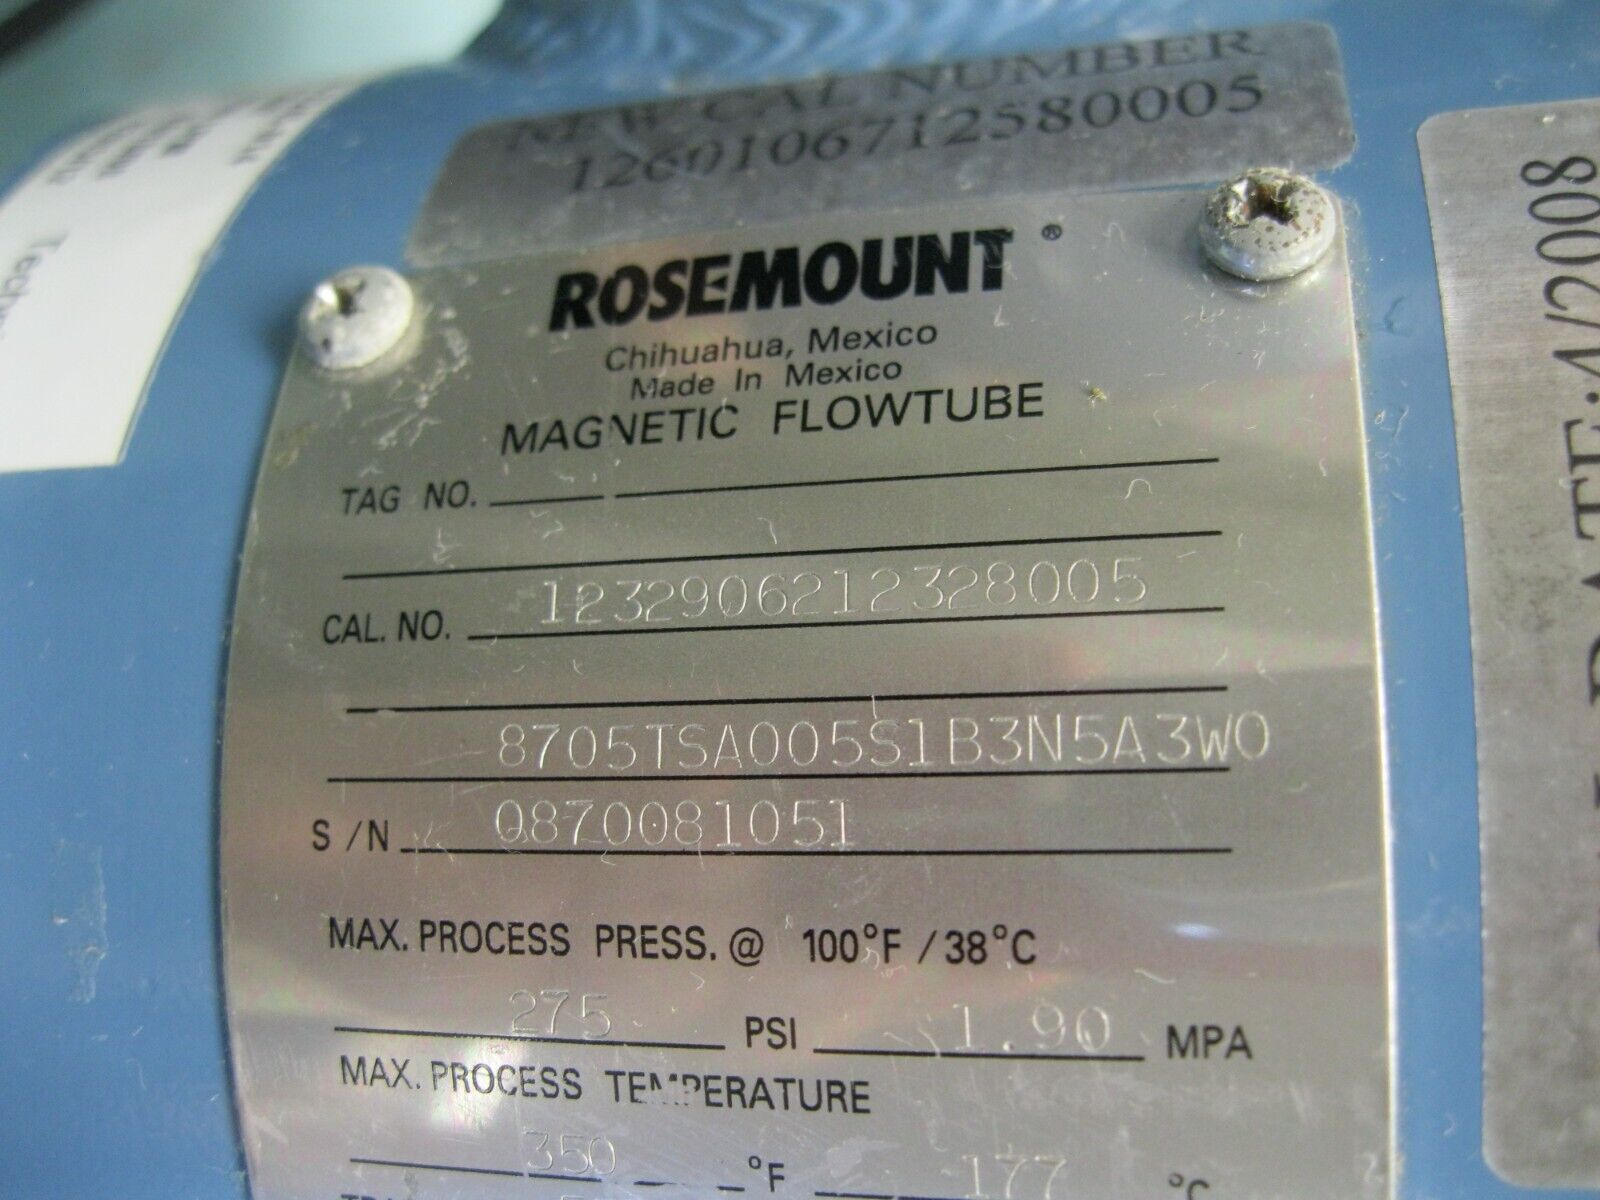 NEW CAL NUMBER
1260106712580005
ROSEMOUNT®
Chihuahua, Mexico
Made In Mexico
MAGNETIC FLOWTUBE
TAG NO.
CAL. NO. 1232906212328005
8705TSA005S1B3N5A3W0
S/N 0870081051
MAX. PROCESS PRESS. @ 100°F/38°C
275 PSI 1.90 MPA
MAX. PROCESS TEMPERATURE
350 °F 177 °C
DATE:4/2008